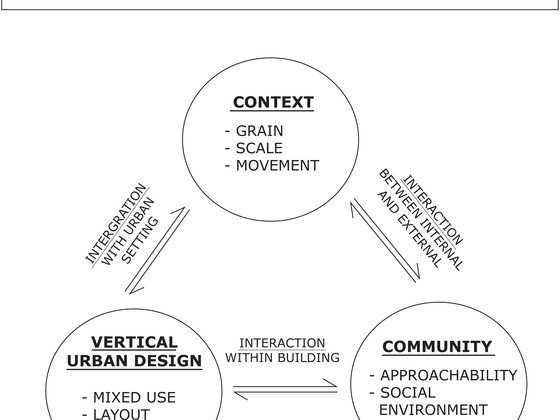 CONTEXT
- GRAIN
- SCALE
- MOVEMENT
INTERGRATION
WITH URBAN
SETTING
INTERACTION
BETWEEN INTERNAL
AND EXTERNAL
VERTICAL
URBAN DESIGN
- MIXED USE
- LAYOUT
INTERACTION
WITHIN BUILDING
COMMUNITY
- APPROACHABILITY
- SOCIAL
ENVIRONMENT